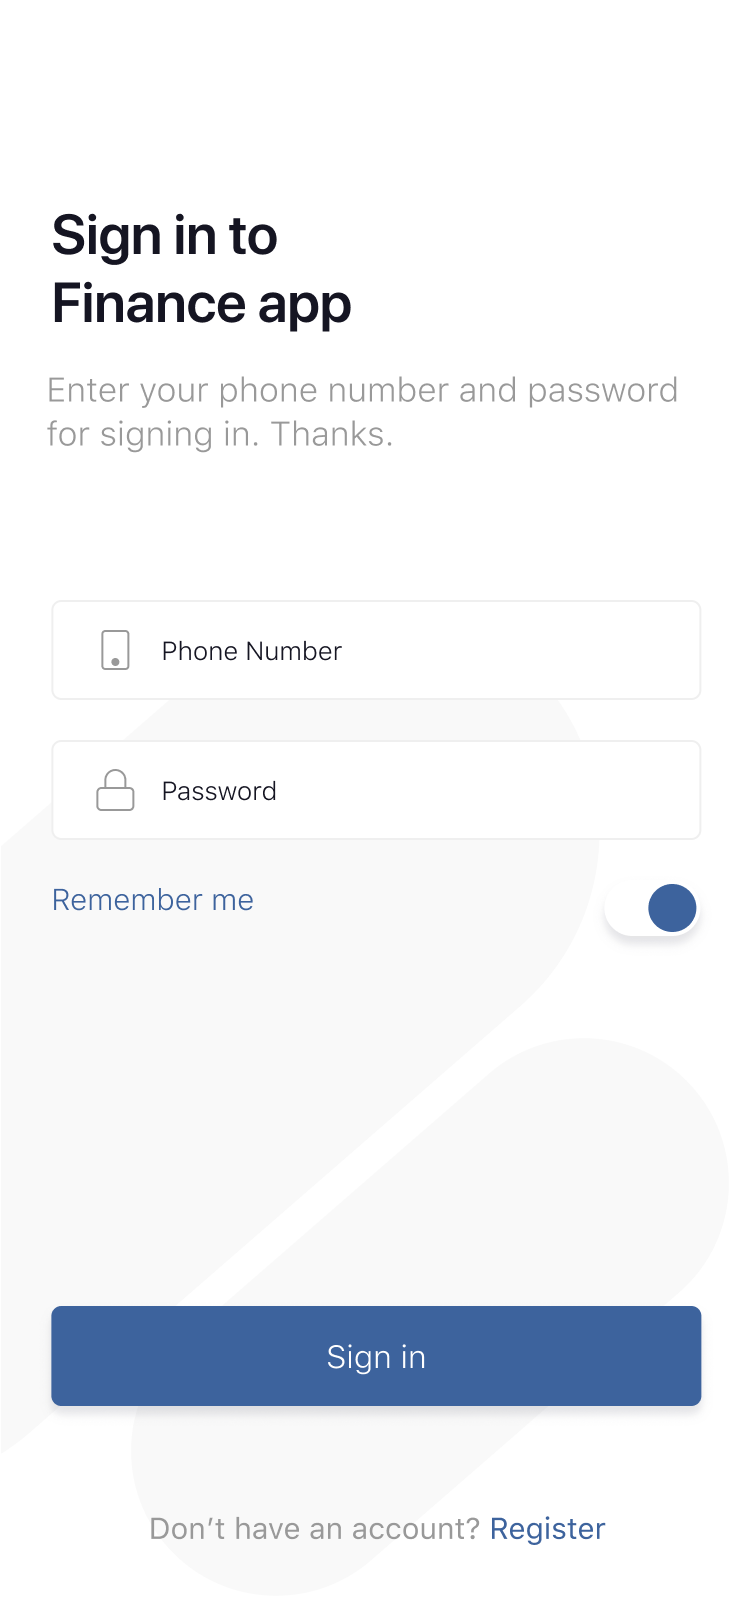 Sign in to
Finance app
Enter your phone number and password
for signing in. Thanks.
Phone Number
Password
Remember me
Sign in
Don’t have an account? Register